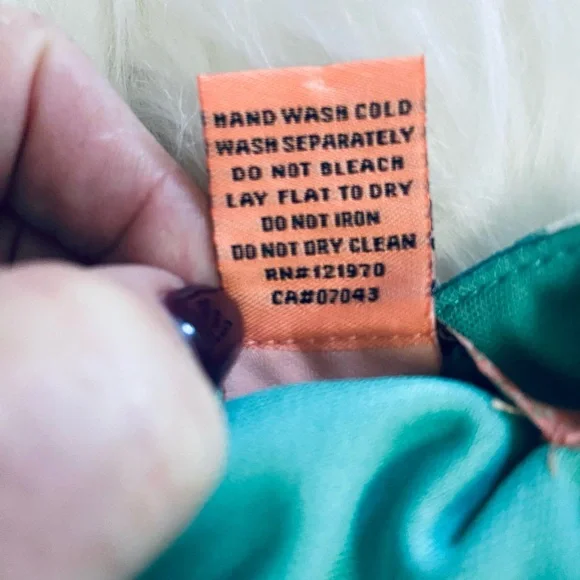 HAND WASH COLD
WASH SEPARATELY
DO NOT BLEACH
LAY FLAT TO DRY
DO NOT IRON
DO NOT DRY CLEAN
RN#121970
CA#07043